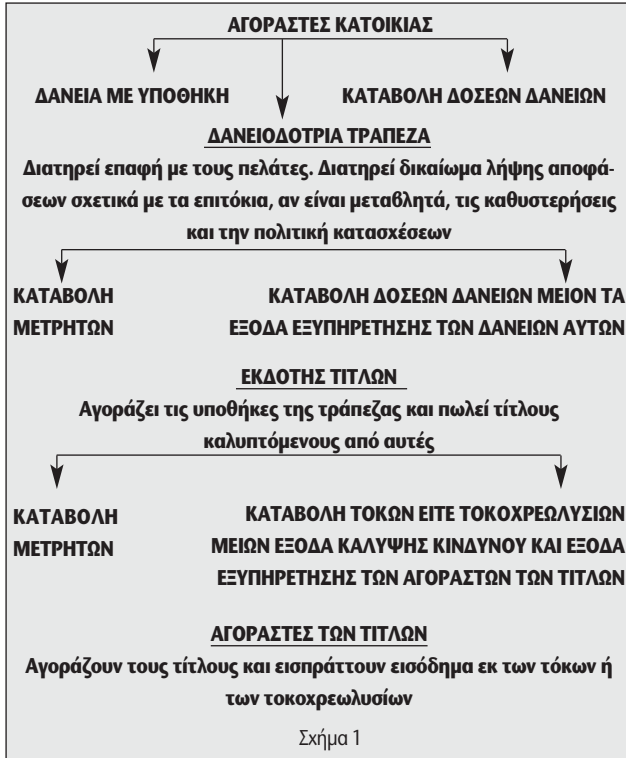 ΑΓΟΡΑΣΤΕΣ ΚΑΤΟΙΚΙΑΣ
ΔΑΝΕΙΑ ΜΕ ΥΠΟΘΗΚΗ ΚΑΤΑΒΟΛΗ ΔΟΣΕΩΝ ΔΑΝΕΙΩΝ
ΔΑΝΕΙΟΔΟΤΡΙΑ ΤΡΑΠΕΖΑ
Διατηρεί επαφή με τους πελάτες. Διατηρεί δικαίωμα λήψης αποφά-
σεων σχετικά με τα επιτόκια, αν είναι μεταβλητά, τις καθυστερήσεις
και την πολιτική κατασχέσεων
ΚΑΤΑΒΟΛΗ ΚΑΤΑΒΟΛΗ ΔΟΣΕΩΝ ΔΑΝΕΙΩΝ ΜΕΙΟΝ ΤΑ
ΜΕΤΡΗΤΩΝ ΕΞΟΔΑ ΕΞΥΠΗΡΕΤΗΣΗΣ ΤΩΝ ΔΑΝΕΙΩΝ ΑΥΤΩΝ
ΕΚΔΟΤΗΣ ΤΙΤΛΩΝ
Αγοράζει τις υποθήκες της τράπεζας και πωλεί τίτλους
καλυπτόμενους από αυτές
ΚΑΤΑΒΟΛΗ ΚΑΤΑΒΟΛΗ ΤΟΚΩΝ ΕΙΤΕ ΤΟΚΟΧΡΕΩΛΥΣΙΩΝ
ΜΕΤΡΗΤΩΝ ΜΕΙΩΝ ΕΞΟΔΑ ΚΑΛΥΨΗΣ ΚΙΝΔΥΝΟΥ ΚΑΙ ΕΞΟΔΑ
ΕΞΥΠΗΡΕΤΗΣΗΣ ΤΩΝ ΑΓΟΡΑΣΤΩΝ ΤΩΝ ΤΙΤΛΩΝ
ΑΓΟΡΑΣΤΕΣ ΤΩΝ ΤΙΤΛΩΝ
Αγοράζουν τους τίτλους και εισπράττουν εισόδημα εκ των τόκων ή
των τοκοχρεωλυσίων
Σχήμα 1